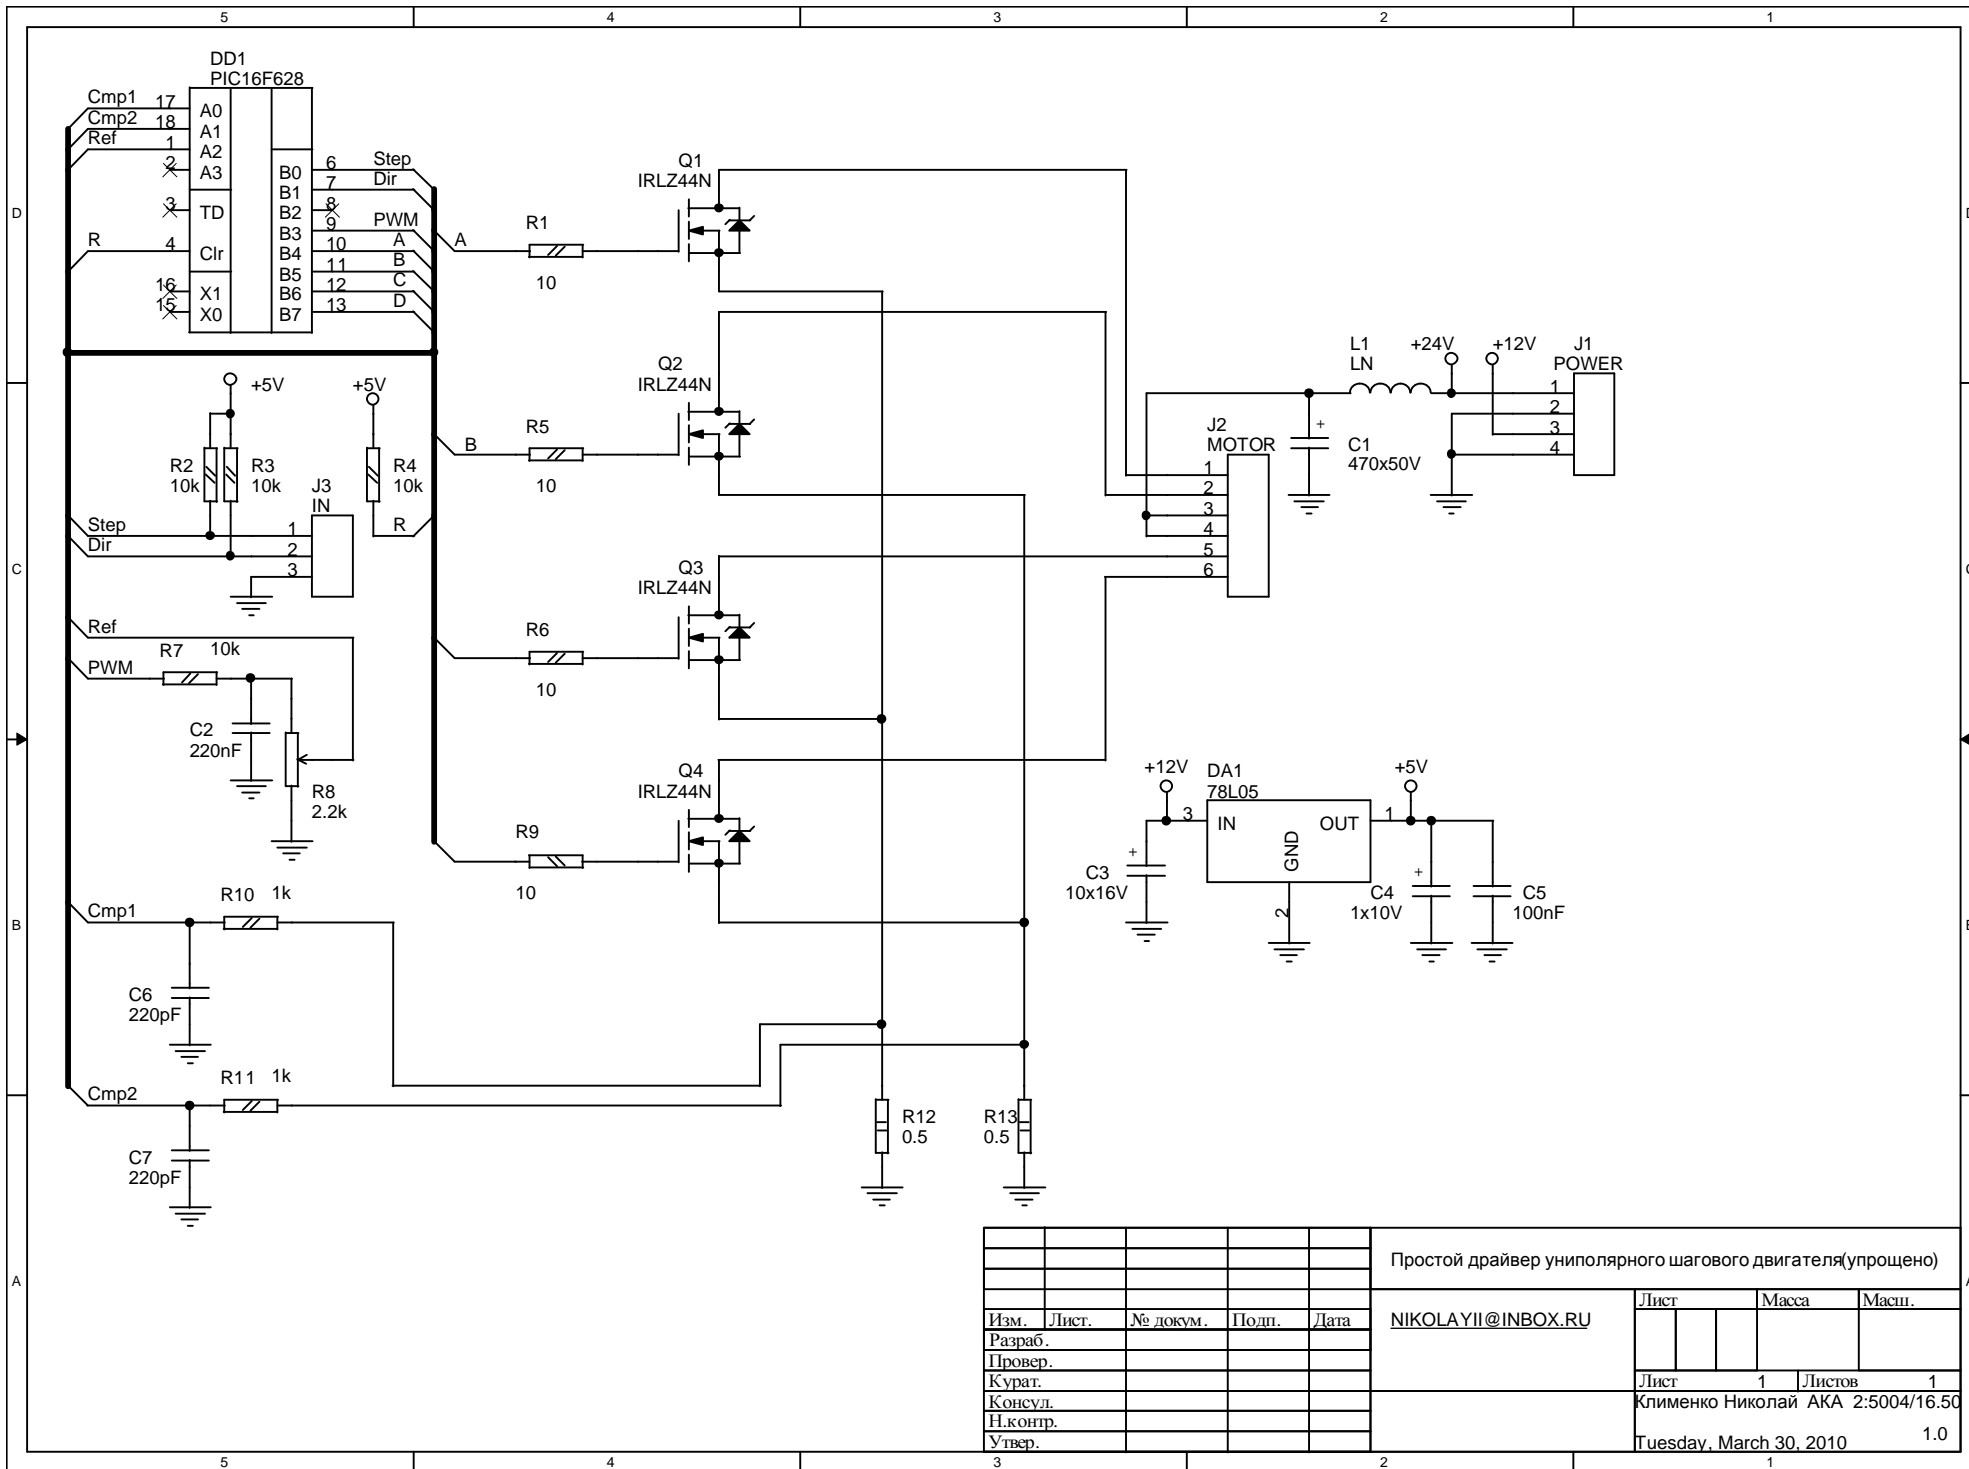 5 4 3 2 1
D
C
B
A
DD1
PIC16F628
Cmp1 17 A0
Cmp2 18 A1
Ref 1 A2
2 A3
3 TD
R 4 Clr
16 X1
15 X0
B0 6 Step
B1 7 Dir
B2 8
B3 9 PWM
B4 10 A
B5 11 B
B6 12 C
B7 13 D
Q1
IRLZ44N
A
R1
10
Q2
IRLZ44N
B
R5
10
Q3
IRLZ44N
R6
10
Q4
IRLZ44N
R9
10
+5V
+5V
R2
10k
R3
10k
R4
10k
R
J3
IN
Step 1
Dir 2
3
Ref
R7 10k
PWM
C2
220nF
R8
2.2k
R10 1k
Cmp1
C6
220pF
R11 1k
Cmp2
C7
220pF
R12
0.5
R13
0.5
L1
LN
+24V
+12V
J1
POWER
1
2
3
4
J2
MOTOR
1
2
3
4
5
6
+
C1
470x50V
+12V
DA1
78L05
3 IN
OUT 1
GND
2
+5V
+
C3
10x16V
+
C4
1x10V
C5
100nF
Простой драйвер униполярного шагового двигателя(упрощено)
NIKOLAYII@INBOX.RU
Лист Масса Масш.
Изм. Лист. № докум. Подп. Дата
Разраб.
Провер.
Курат.
Консул.
Н.контр.
Утвер.
Лист 1 Листов 1
Клименко Николай АКА 2:5004/16.50
Tuesday, March 30, 2010 1.0
5 4 3 2 1